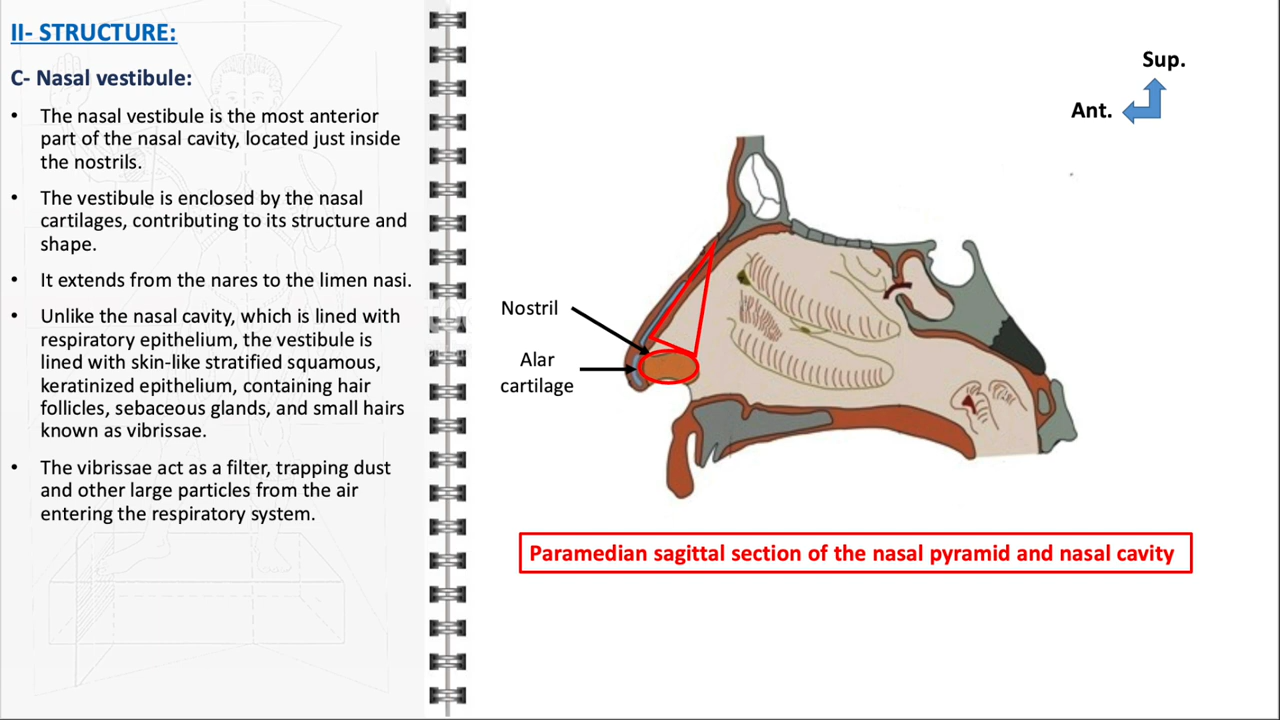 II- STRUCTURE:
C- Nasal vestibule:
• The nasal vestibule is the most anterior
part of the nasal cavity, located just inside
the nostrils.
• The vestibule is enclosed by the nasal
cartilages, contributing to its structure and
shape.
• It extends from the nares to the limen nasi.
• Unlike the nasal cavity, which is lined with
respiratory epithelium, the vestibule is
lined with skin-like stratified squamous,
keratinized epithelium, containing hair
follicles, sebaceous glands, and small hairs
known as vibrissae.
• The vibrissae act as a filter, trapping dust
and other large particles from the air
entering the respiratory system.
Sup.
Ant.
Nostril
Alar
cartilage
Paramedian sagittal section of the nasal pyramid and nasal cavity